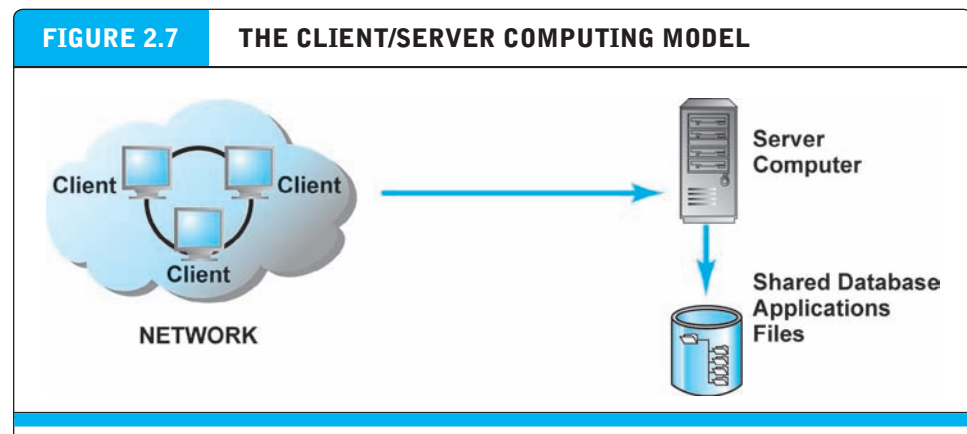 FIGURE 2.7
THE CLIENT/SERVER COMPUTING MODEL
Client
Client
Client
NETWORK
Server
Computer
Shared Database
Applications
Files